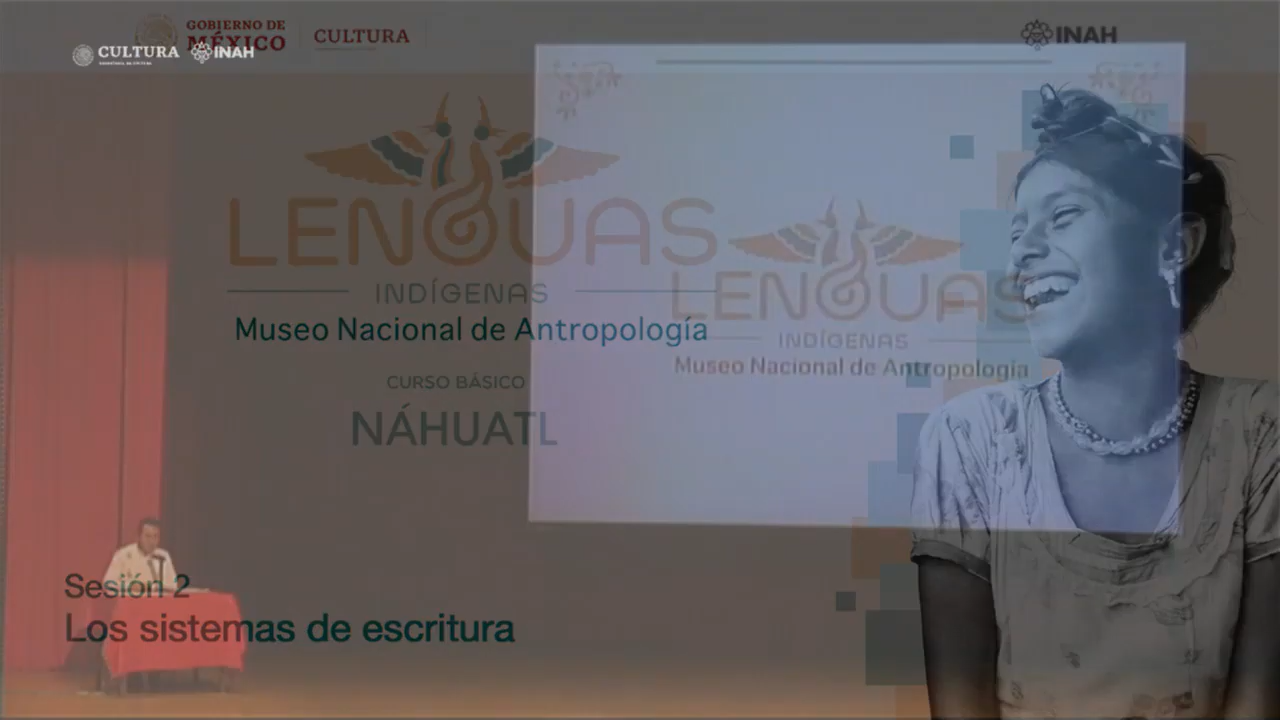 GOBIERNO DE
MÉXICO
CULTURA
INAH
CULTURA
INAH
LENGUAS
INDÍGENAS
Museo Nacional de Antropología
CURSO BÁSICO
NÁHUATL
LENGUAS
INDÍGENAS
Museo Nacional de Antropología
Sesión 2
Los sistemas de escritura